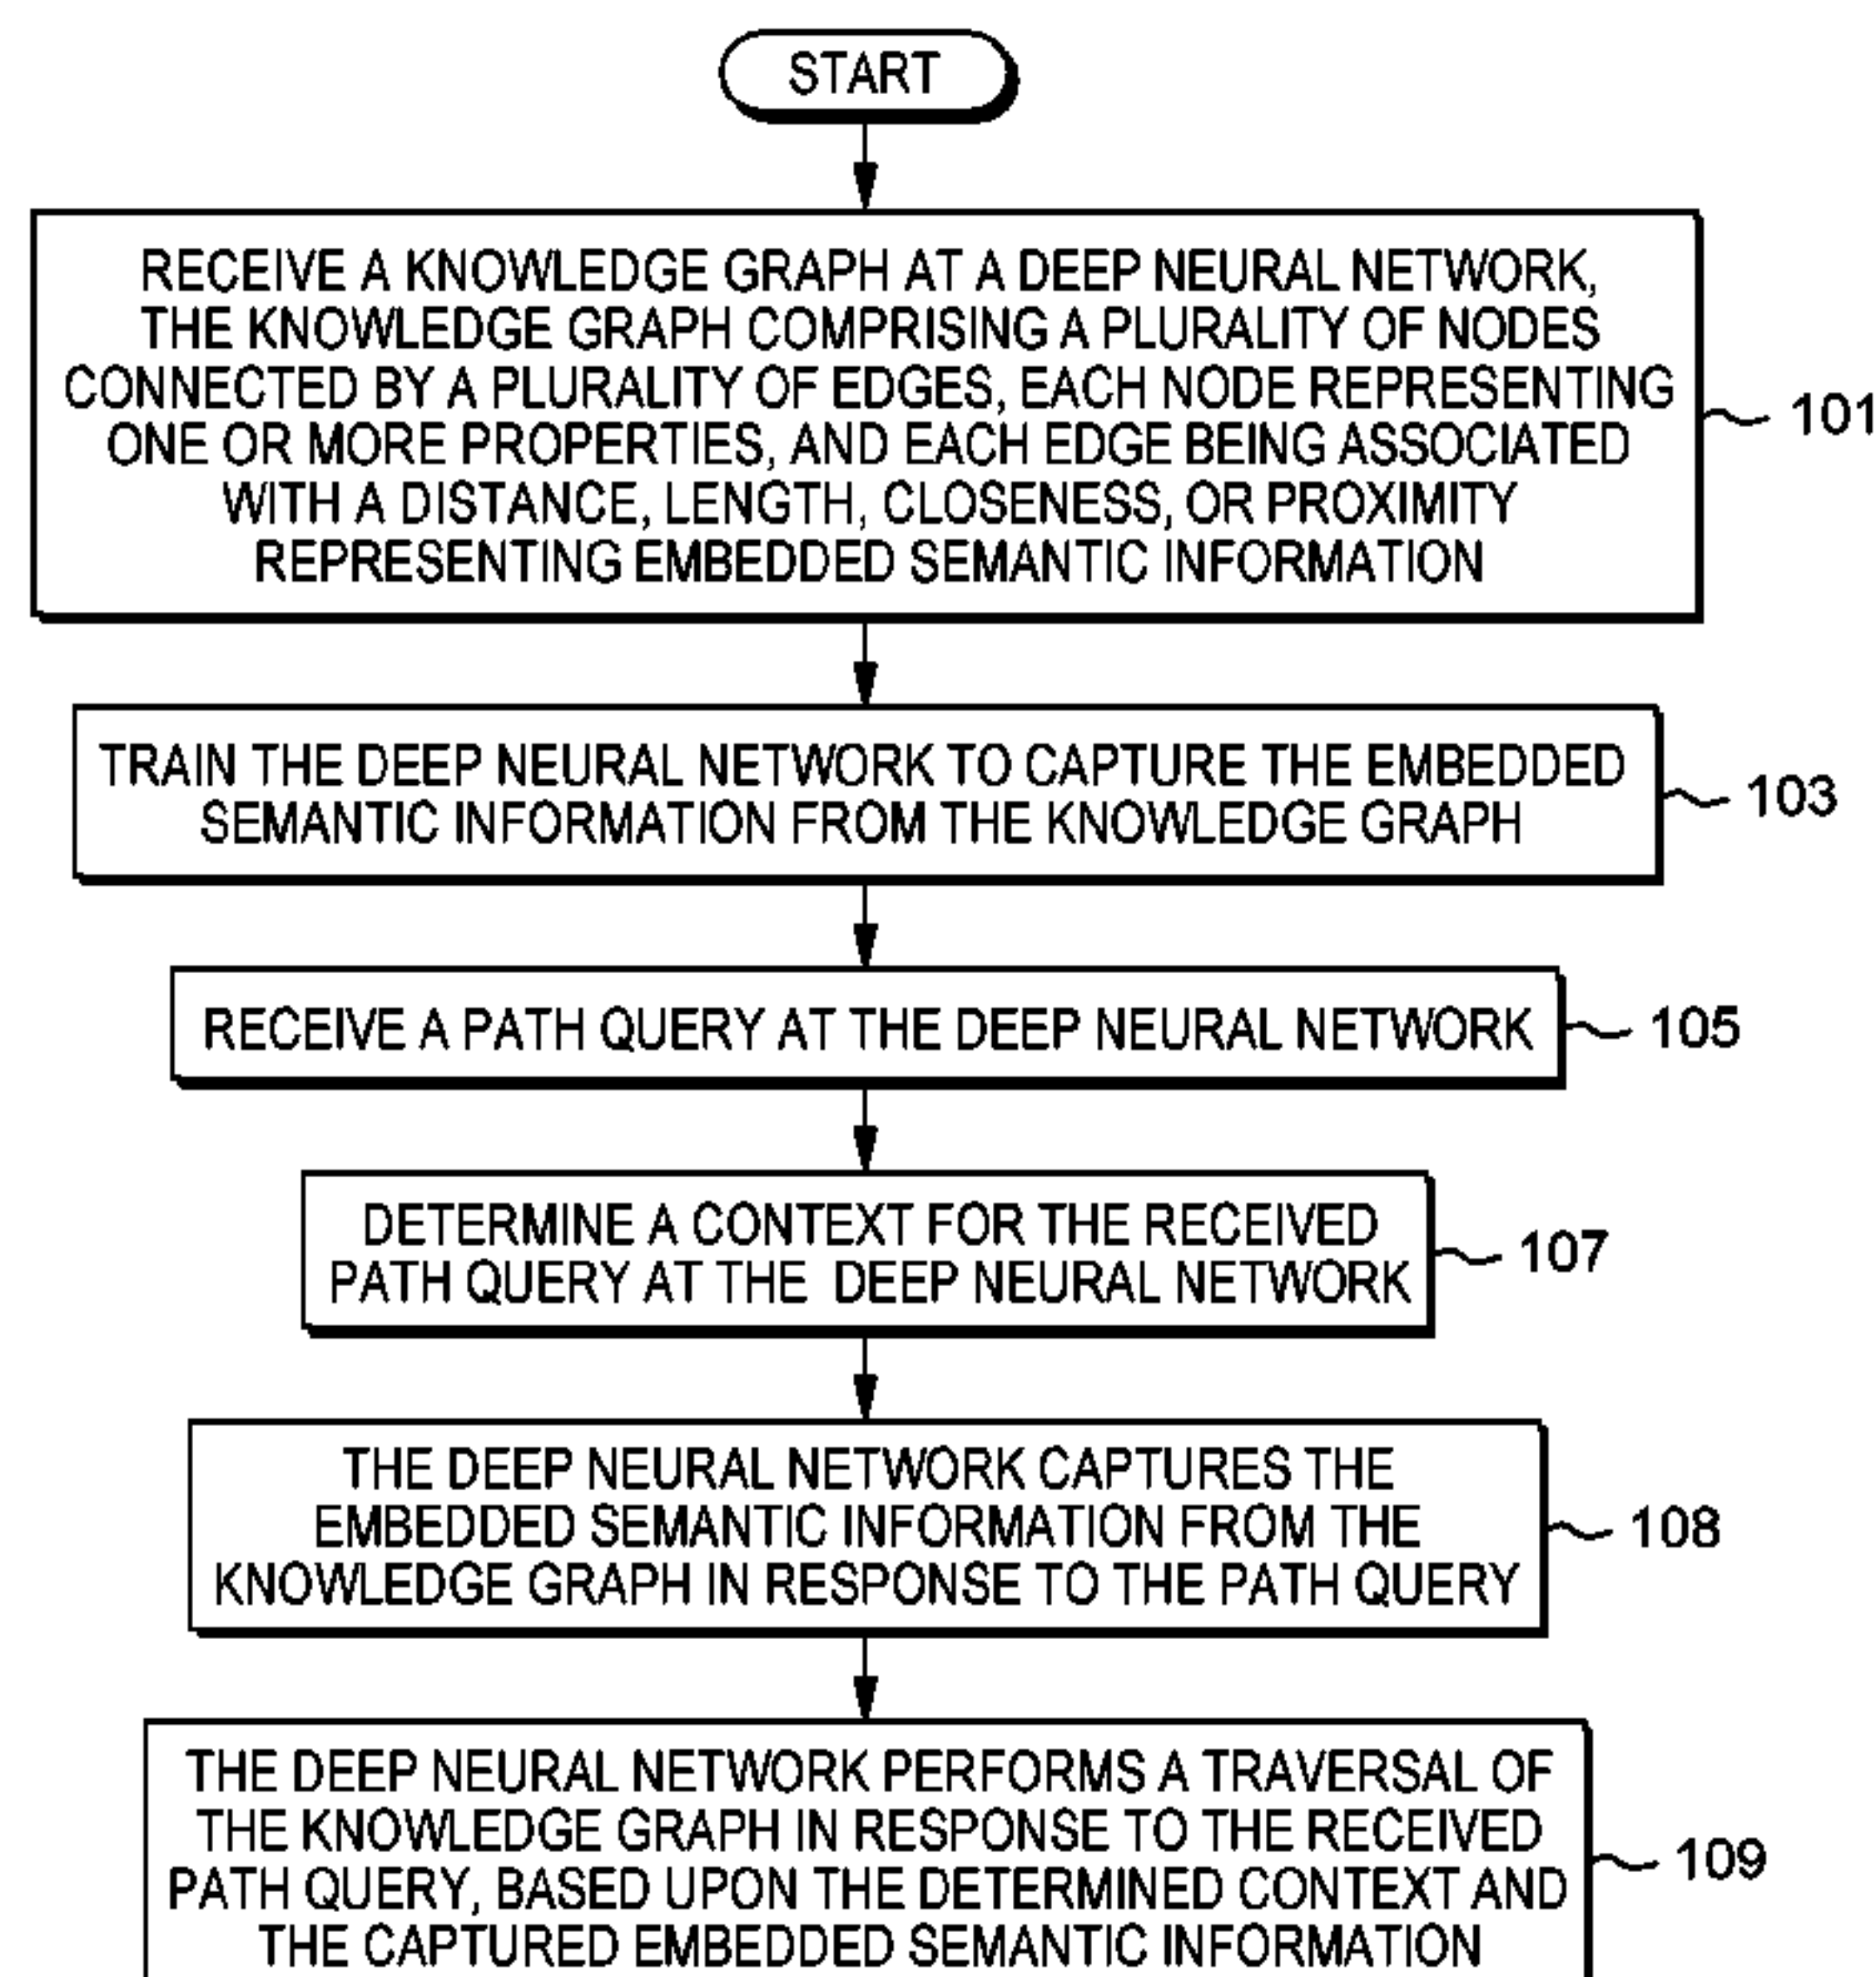 START
RECEIVE A KNOWLEDGE GRAPH AT A DEEP NEURAL NETWORK,
THE KNOWLEDGE GRAPH COMPRISING A PLURALITY OF NODES
CONNECTED BY A PLURALITY OF EDGES, EACH NODE REPRESENTING
ONE OR MORE PROPERTIES, AND EACH EDGE BEING ASSOCIATED
WITH A DISTANCE, LENGTH, CLOSENESS, OR PROXIMITY
REPRESENTING EMBEDDED SEMANTIC INFORMATION
101
TRAIN THE DEEP NEURAL NETWORK TO CAPTURE THE EMBEDDED
SEMANTIC INFORMATION FROM THE KNOWLEDGE GRAPH
103
RECEIVE A PATH QUERY AT THE DEEP NEURAL NETWORK
105
DETERMINE A CONTEXT FOR THE RECEIVED
PATH QUERY AT THE DEEP NEURAL NETWORK
107
THE DEEP NEURAL NETWORK CAPTURES THE
EMBEDDED SEMANTIC INFORMATION FROM THE
KNOWLEDGE GRAPH IN RESPONSE TO THE PATH QUERY
108
THE DEEP NEURAL NETWORK PERFORMS A TRAVERSAL OF
THE KNOWLEDGE GRAPH IN RESPONSE TO THE RECEIVED
PATH QUERY, BASED UPON THE DETERMINED CONTEXT AND
THE CAPTURED EMBEDDED SEMANTIC INFORMATION
109